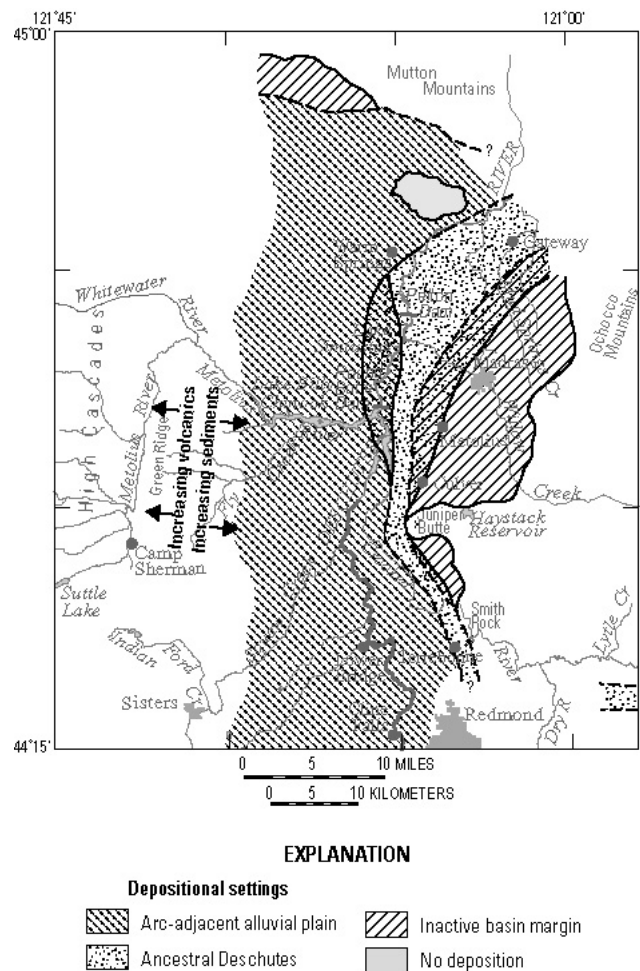 121°45'
121°00'
45°00'
Mutton
Mountains
?
RIVER
Gateway
Whitewater
River
Ochoco
Mountains
High Cascades
Metolius River
Green Ridge
Increasing volcanics
Increasing sediments
Metolius
Creek
Juniper
Butte
Haystack
Reservoir
Camp
Sherman
Suttle
Lake
Smith
Rock
River
Lytle Cr
Indian
Ford
Cr
?
Dry R
Sisters
Redmond
44°15'
0 5 10 MILES
0 5 10 KILOMETERS
EXPLANATION
Depositional settings
Arc-adjacent alluvial plain
Inactive basin margin
Ancestral Deschutes
No deposition